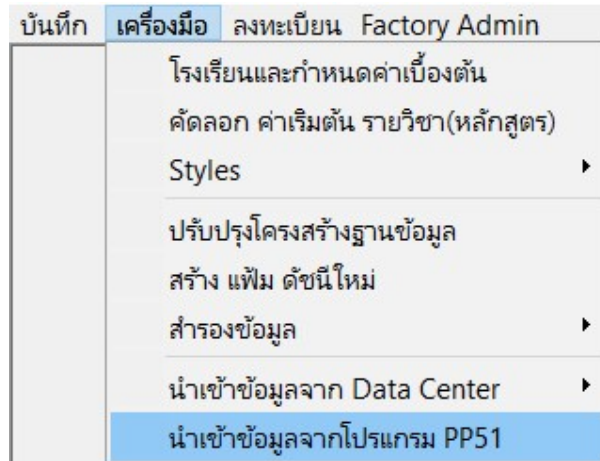 บันทึก เครื่องมือ ลงทะเบียน Factory Admin
โรงเรียนและกำหนดค่าเบื้องต้น
คัดลอก ค่าเริมต้น รายวิชา(หลักสูตร)
Styles
ปรับปรุงโครงสร้างฐานข้อมูล
สร้าง แฟ้ม ดัชนีใหม่
สำรองข้อมูล
นำเข้าข้อมูลจาก Data Center
นำเข้าข้อมูลจากโปรแกรม PP51